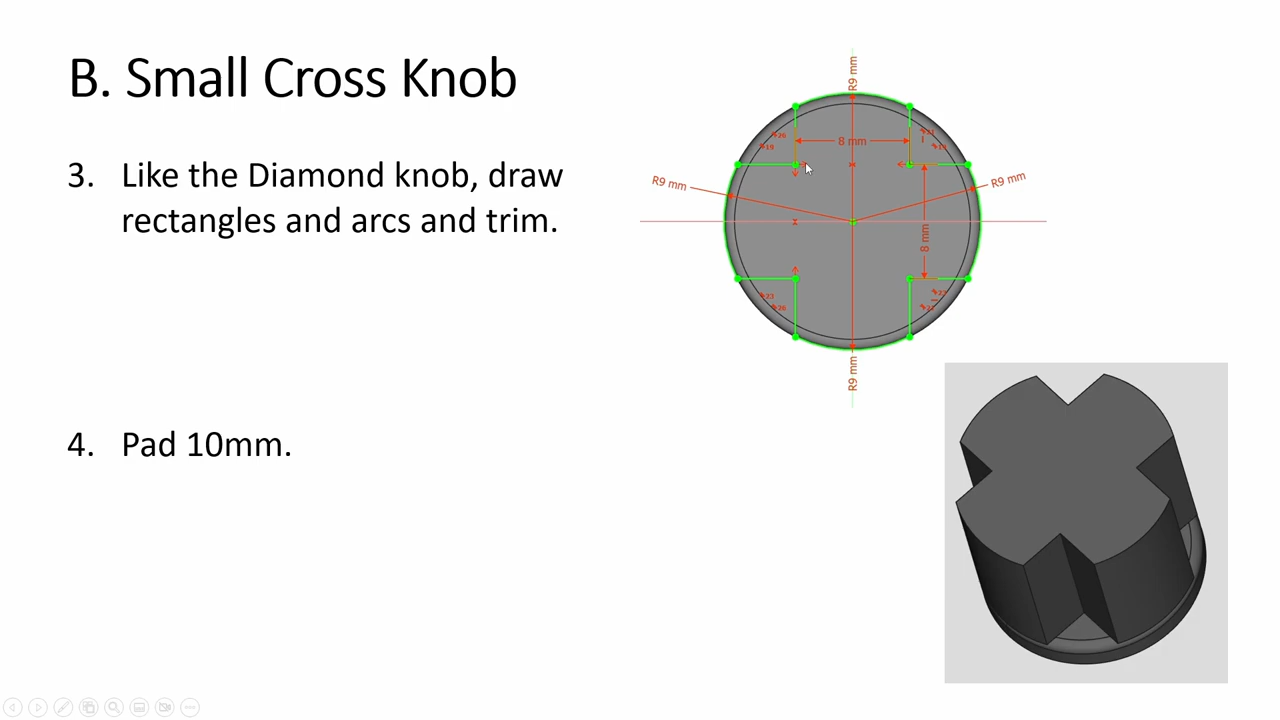 B. Small Cross Knob
3. Like the Diamond knob, draw
rectangles and arcs and trim.
4. Pad 10mm.
R9 mm
8 mm
R9 mm
R9 mm
8 mm
R9 mm